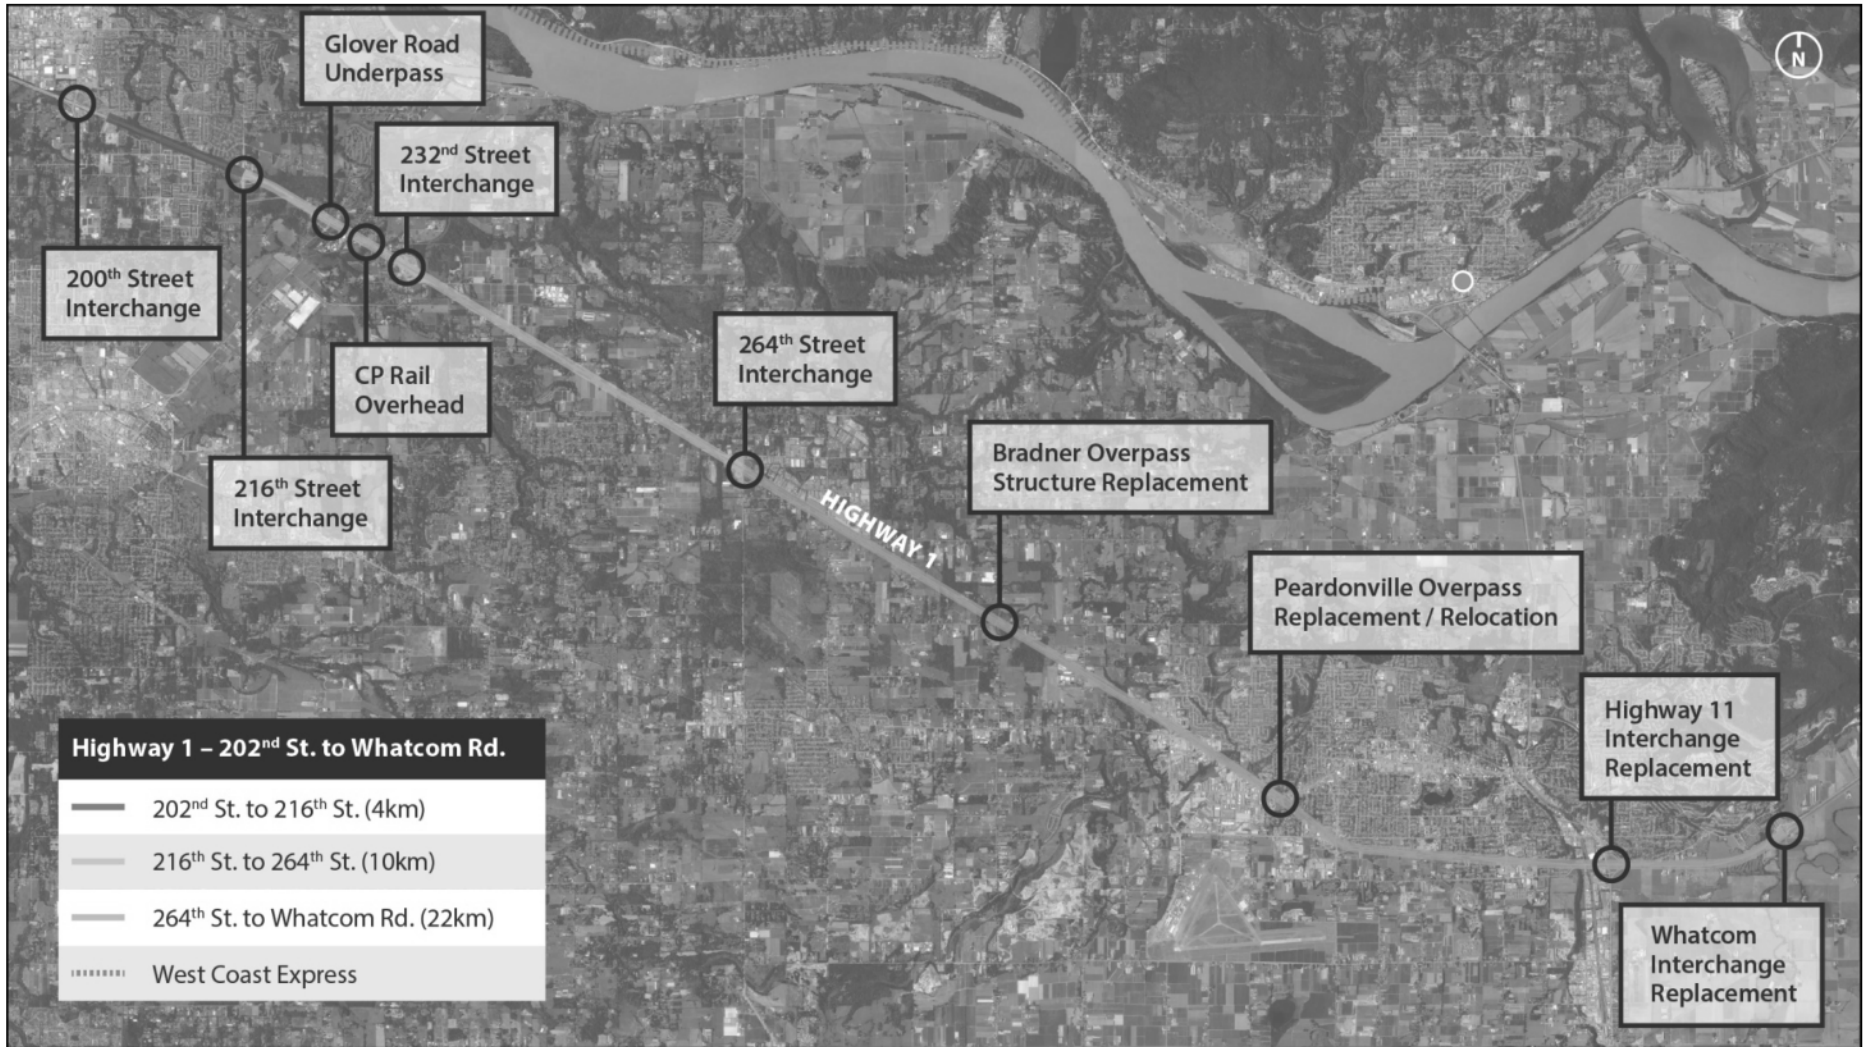 Glover Road
Underpass
N
232nd Street
Interchange
200th Street
Interchange
264th Street
Interchange
CP Rail
Overhead
216th Street
Interchange
Bradner Overpass
Structure Replacement
HIGHWAY 1
Peardonville Overpass
Replacement / Relocation
Highway 11
Interchange
Replacement
Whatcom
Interchange
Replacement
Highway 1 – 202nd St. to Whatcom Rd.
202nd St. to 216th St. (4km)
216th St. to 264th St. (10km)
264th St. to Whatcom Rd. (22km)
West Coast Express